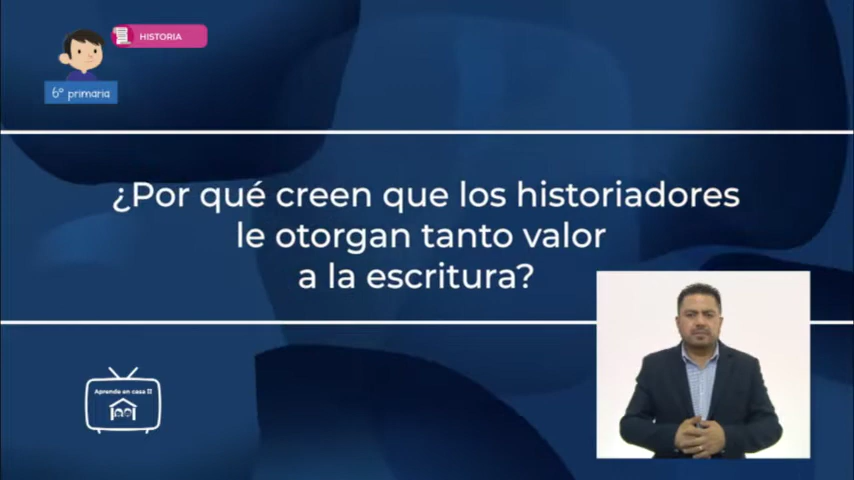 HISTORIA
6° primaria
¿Por qué creen que los historiadores
le otorgan tanto valor
a la escritura?
Aprende en casa II